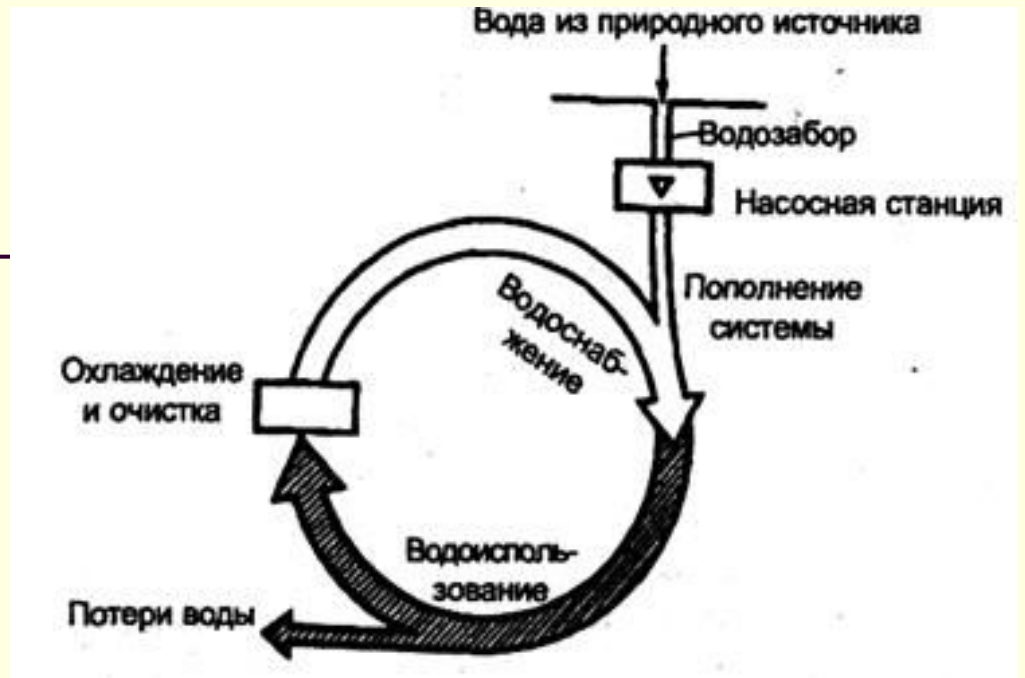 Вода из природного источника
Водозабор
Насосная станция
Пополнение
системы
Водоснаб-
жение
Охлаждение
и очистка
Водоисполь-
зование
Потери воды